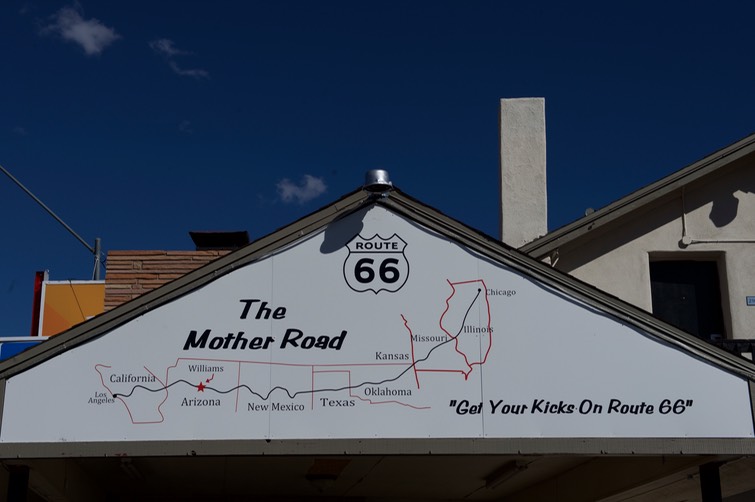 ROUTE
66
The
Mother Road
Chicago
Illinois
Missouri
Kansas
Williams
California
Los
Angeles
Arizona
New Mexico
Texas
Oklahoma
"Get Your Kicks On Route 66"